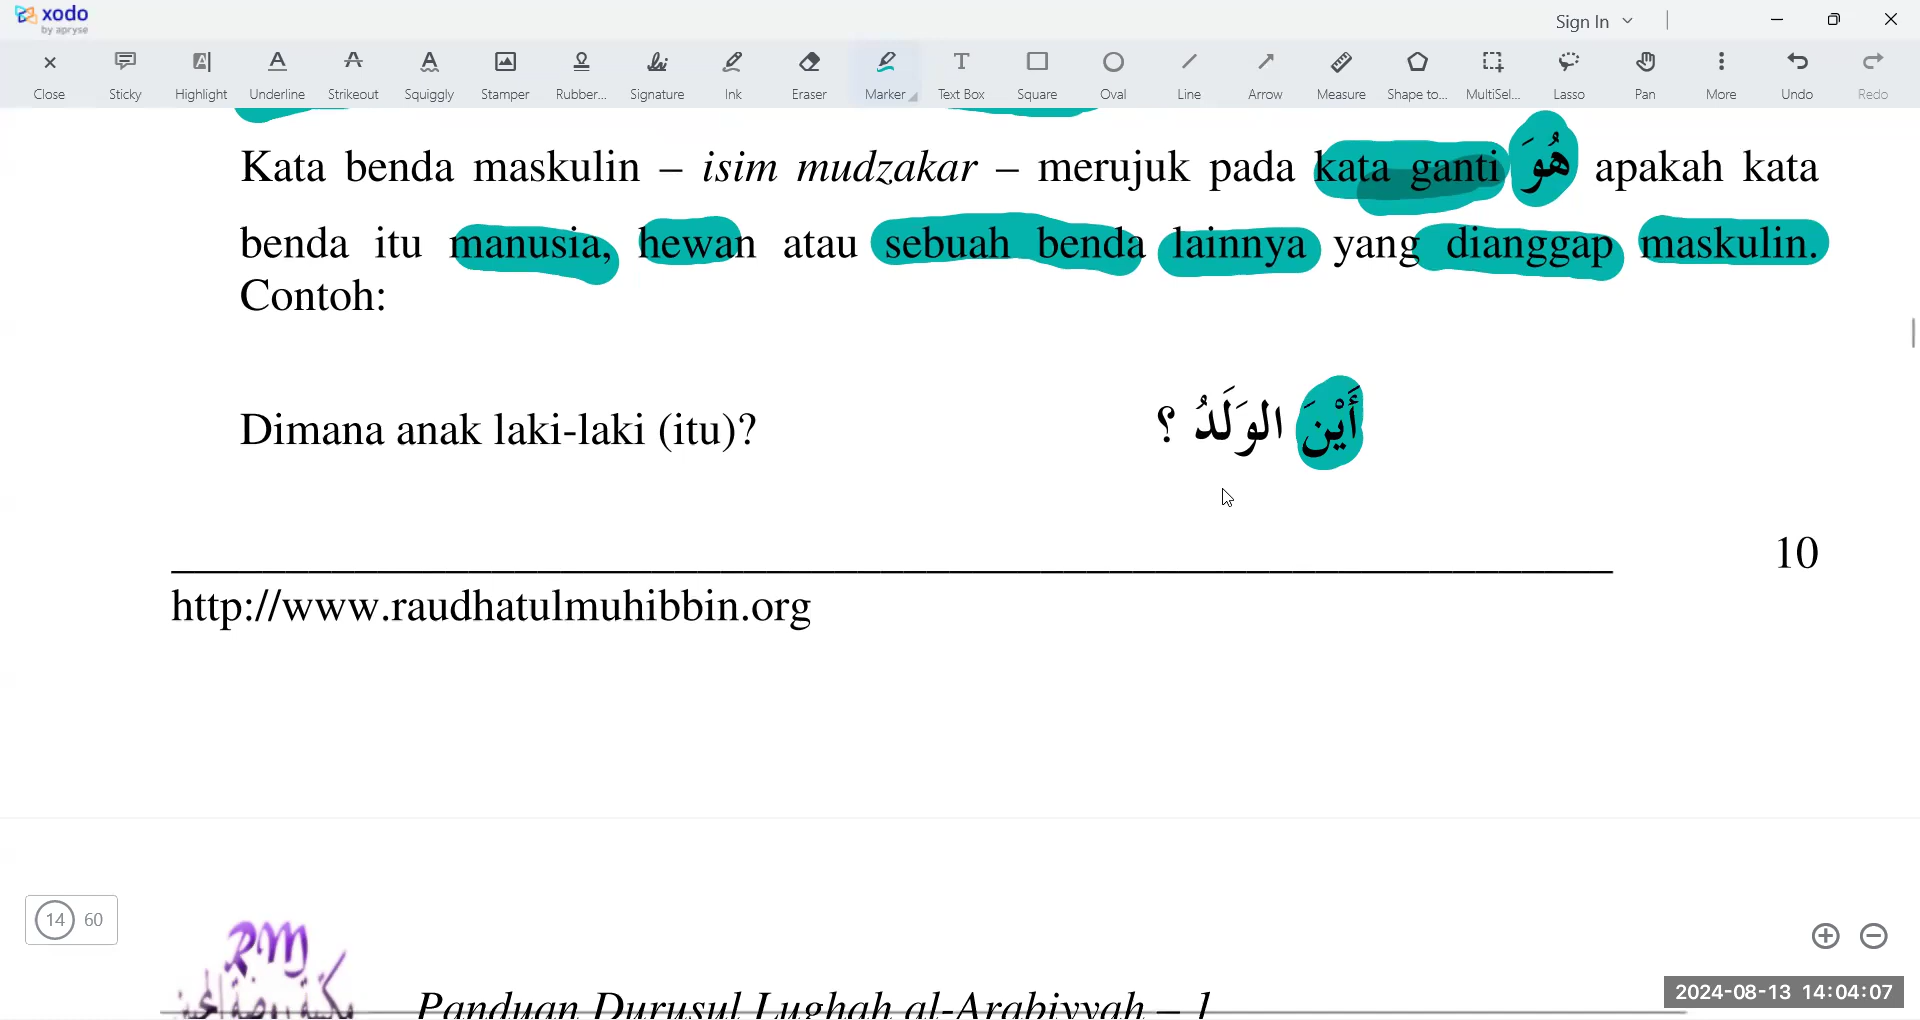 xodo
by apryse
Sign In
Close Sticky Highlight Underline Strikeout Squiggly Stamper Rubber... Signature Ink Eraser Marker Text Box Square Oval Line Arrow Measure Shape to... MultiSel... Lasso Pan More Undo Redo
Kata benda maskulin – isim mudzakar – merujuk pada kata ganti هُوَ apakah kata
benda itu manusia, hewan atau sebuah benda lainnya yang dianggap maskulin.
Contoh:
Dimana anak laki-laki (itu)?
أَيْنَ الوَلَدُ ؟
10
http://www.raudhatulmuhibbin.org
14 60
RM
Panduan Durusul Lughah al-Arabiyyah – 1
2024-08-13 14:04:07